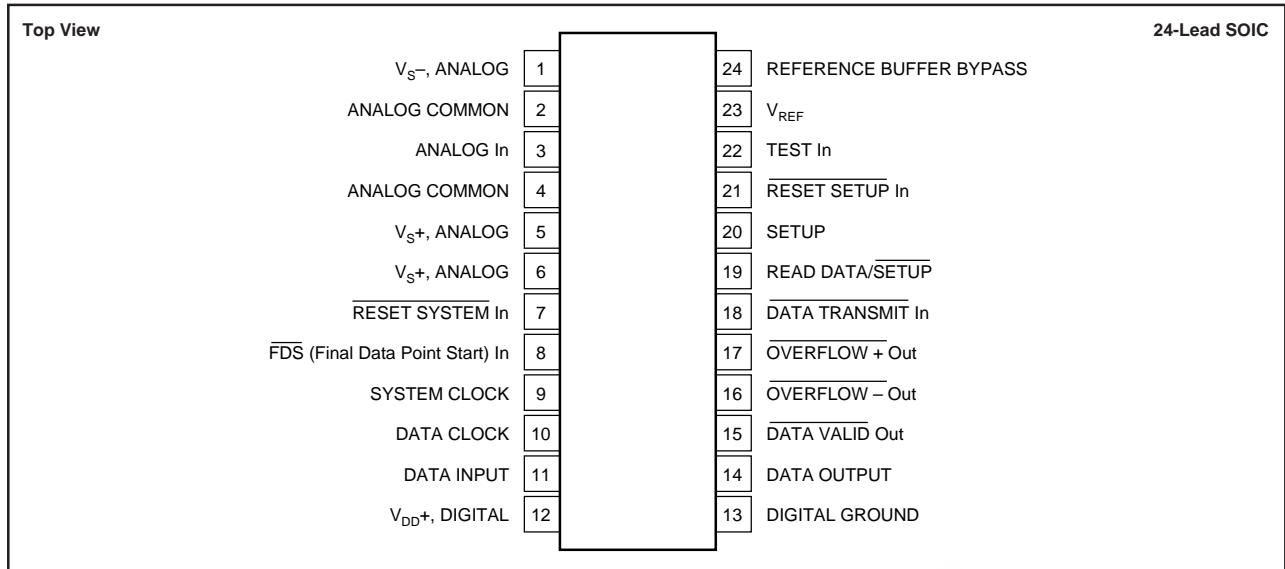 Top View
24-Lead SOIC
VS–, ANALOG 1
ANALOG COMMON 2
ANALOG In 3
ANALOG COMMON 4
VS+, ANALOG 5
VS+, ANALOG 6
RESET SYSTEM In 7
FDS (Final Data Point Start) In 8
SYSTEM CLOCK 9
DATA CLOCK 10
DATA INPUT 11
VDD+, DIGITAL 12
24 REFERENCE BUFFER BYPASS
23 VREF
22 TEST In
21 RESET SETUP In
20 SETUP
19 READ DATA/SETUP
18 DATA TRANSMIT In
17 OVERFLOW + Out
16 OVERFLOW – Out
15 DATA VALID Out
14 DATA OUTPUT
13 DIGITAL GROUND